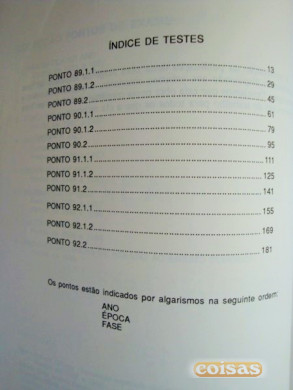 ÍNDICE DE TESTES
PONTO 89.1.1 13
PONTO 89.1.2 29
PONTO 89.2 45
PONTO 90.1.1 61
PONTO 90.1.2 79
PONTO 90.2 95
PONTO 91.1.1 111
PONTO 91.1.2 125
PONTO 91.2 141
PONTO 92.1.1 155
PONTO 92.1.2 169
PONTO 92.2 181
Os pontos estão indicados por algarismos na seguinte ordem:
ANO
ÉPOCA
FASE
coisas